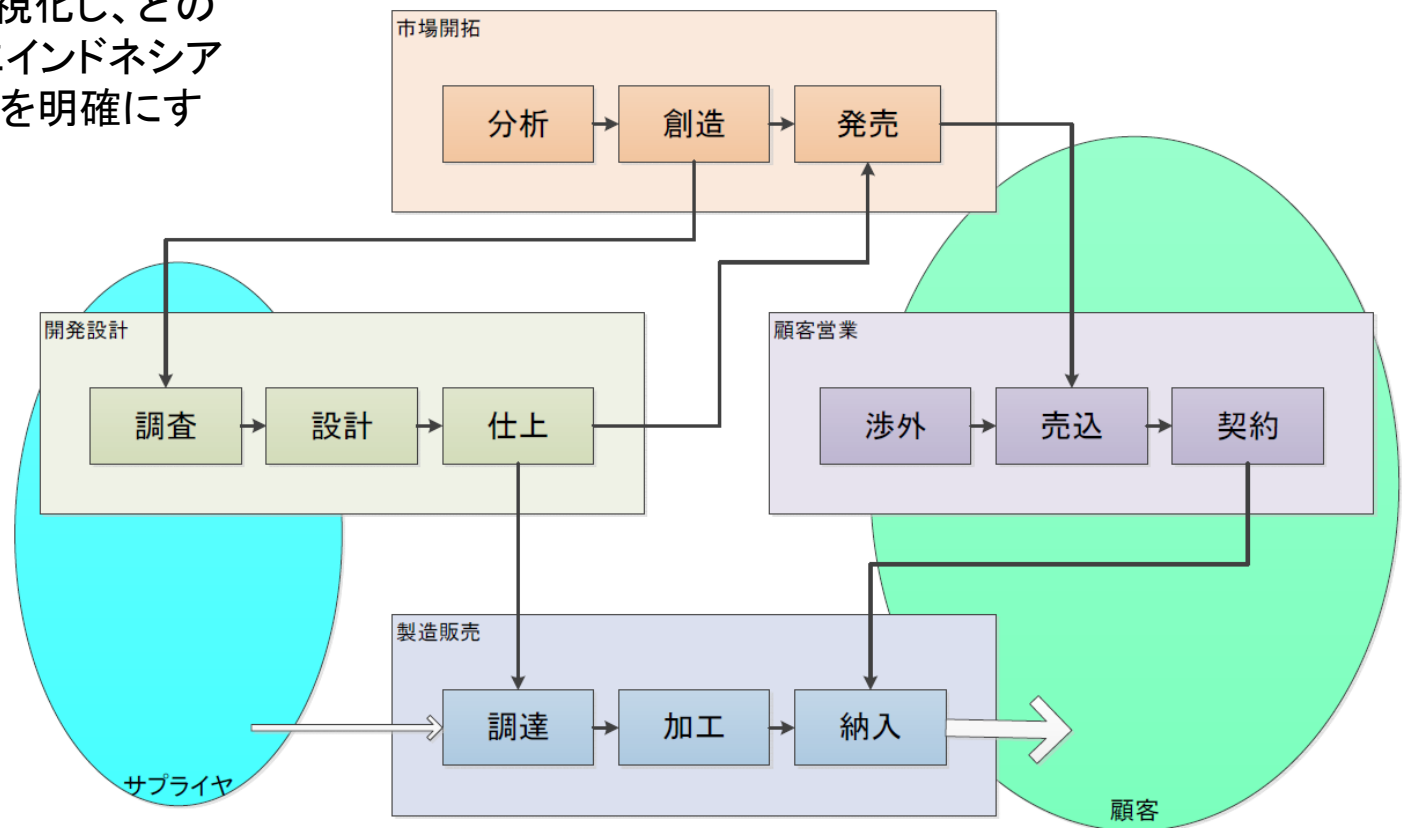 視化し、どの
インドネシア
を明確にす
市場開拓
分析
創造
発売
開発設計
調査
設計
仕上
顧客営業
渉外
売込
契約
製造販売
調達
加工
納入
サプライヤ
顧客